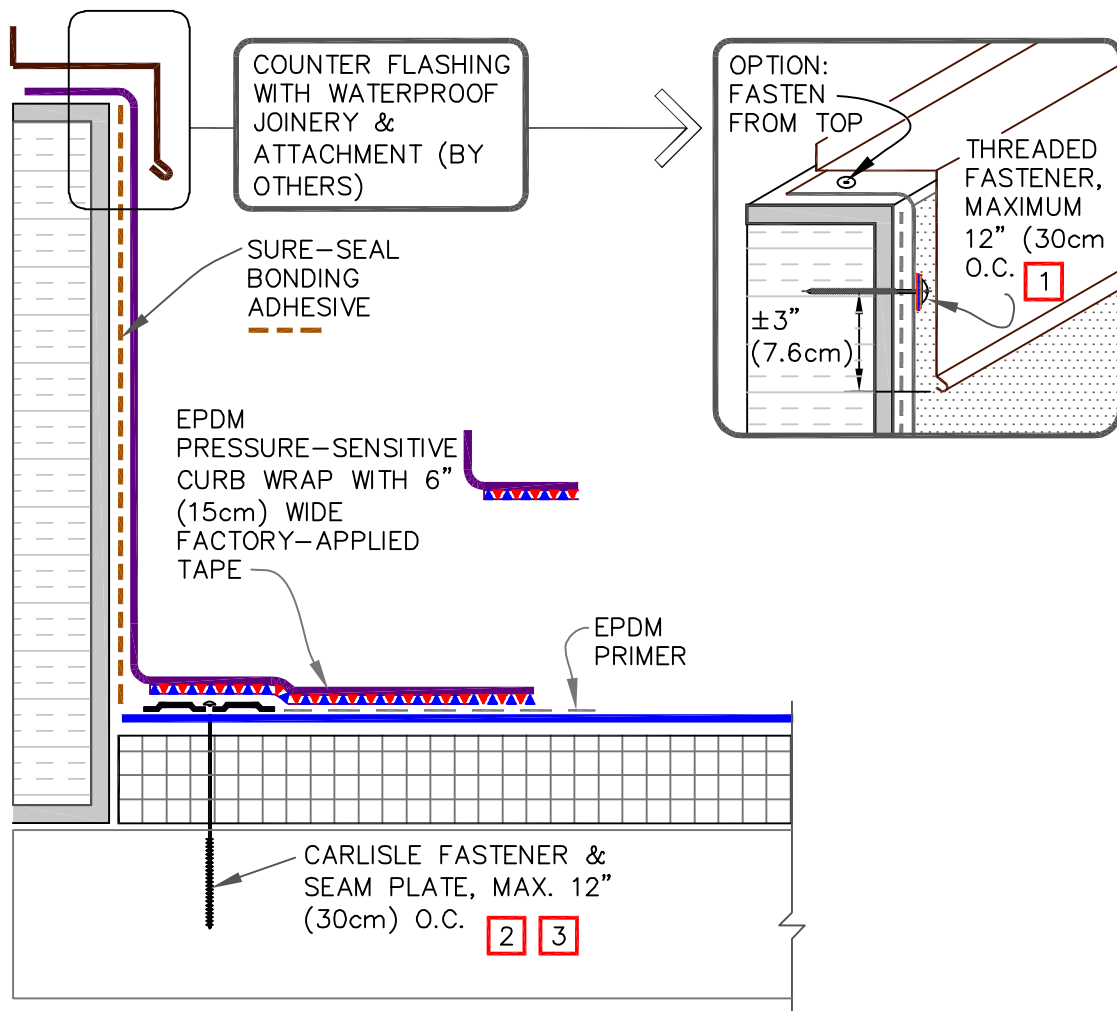 COUNTER FLASHING
WITH WATERPROOF
JOINERY &
ATTACHMENT (BY
OTHERS)
OPTION:
FASTEN
FROM TOP
THREADED
FASTENER,
MAXIMUM
12" (30cm
O.C. 1
±3"
(7.6cm)
SURE-SEAL
BONDING
ADHESIVE
EPDM
PRESSURE-SENSITIVE
CURB WRAP WITH 6"
(15cm) WIDE
FACTORY-APPLIED
TAPE
EPDM
PRIMER
CARLISLE FASTENER &
SEAM PLATE, MAX. 12"
(30cm) O.C. 2 3